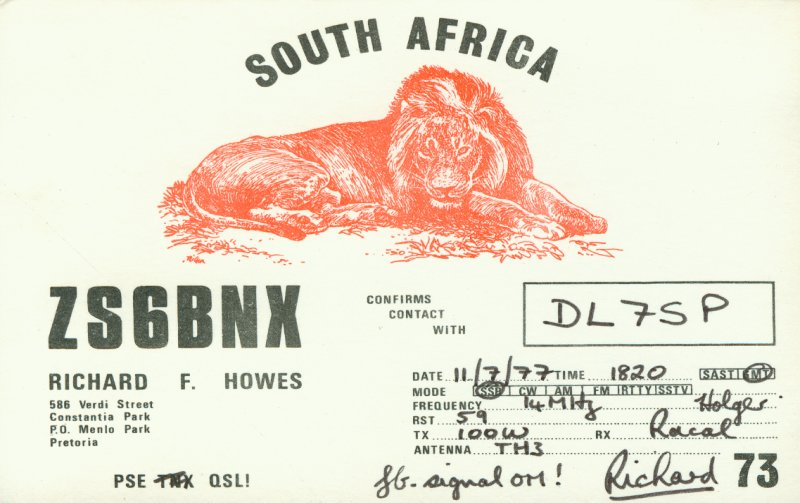 SOUTH AFRICA
ZS6BNX
RICHARD F. HOWES
586 Verdi Street
Constantia Park
P.O. Menlo Park
Pretoria
PSE TNX QSL!
CONFIRMS
CONTACT
WITH
DL7SP
DATE 11/7/77 TIME 1820 SAST GMT
MODE SSB CW AM FM RTTY SSTV
FREQUENCY 14MHz Holger
RST 59
TX 100W RX Racal
ANTENNA TH3
fb. signal OM! Richard 73